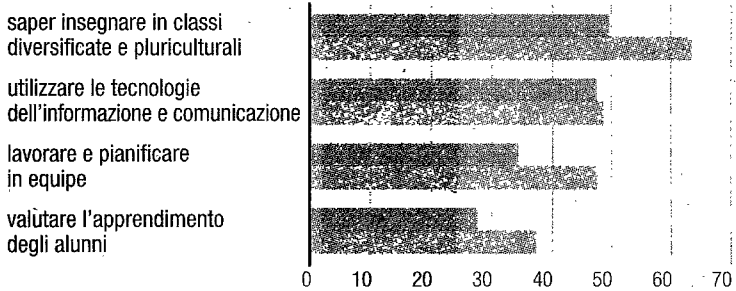 saper insegnare in classi
diversificate e pluriculturali
utilizzare le tecnologie
dell'informazione e comunicazione
lavorare e pianificare
in equipe
valutare l'apprendimento
degli alunni
0 10 20 30 40 50 60 70